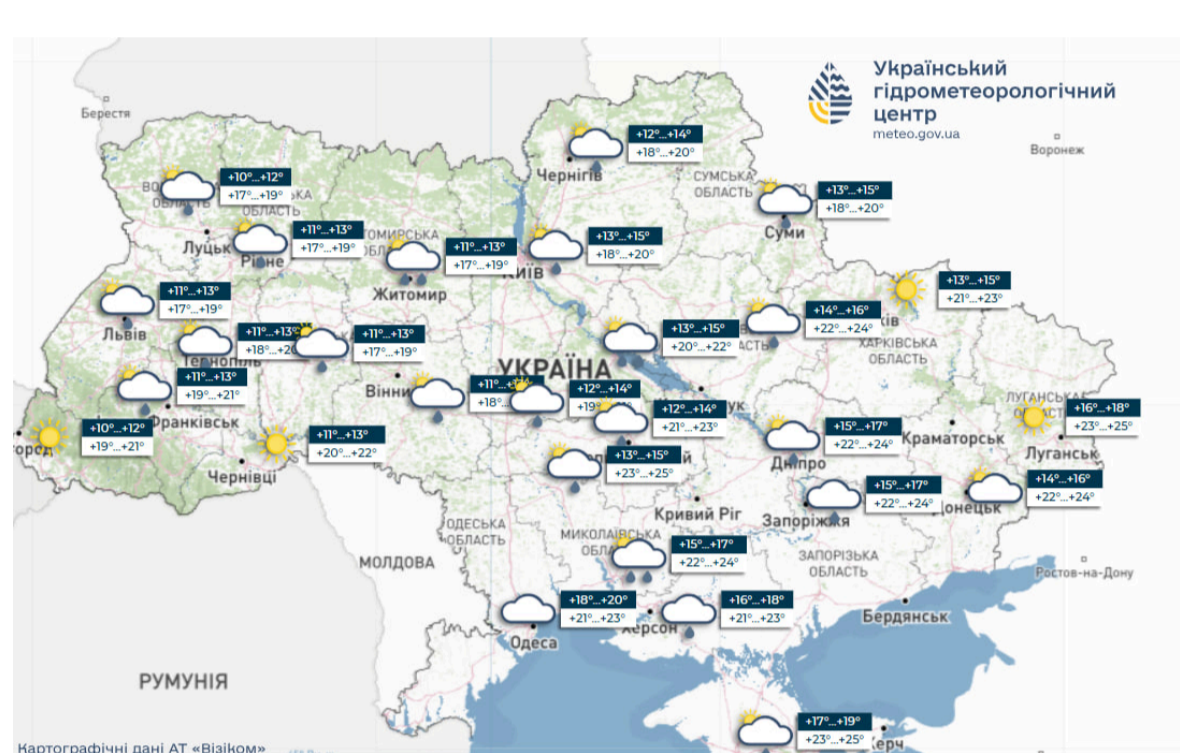 Український
гідрометеорологічний
центр
meteo.gov.ua
Берестя
Воронеж
+12°...+14°
+18°...+20°
Чернігів
СУМСЬКА
ОБЛАСТЬ
+10°...+12°
+17°...+19°
ОБЛАСТЬ
+13°...+15°
+18°...+20°
Суми
Луцьк
+11°...+13°
+17°...+19°
Рівне
+11°...+13°
+17°...+19°
Житомир
+13°...+15°
+18°...+20°
Київ
+13°...+15°
+21°...+23°
ХАРКІВСЬКА
ОБЛАСТЬ
+11°...+13°
+17°...+19°
Львів
+11°...+13°
Тернопіль
+11°...+13°
+17°...+19°
+13°...+15°
+20°...+22°
+14°...+16°
+22°...+24°
УКРАЇНА
+11°...+13°
+19°...+21°
Франківськ
+12°...+14°
+12°...+14°
+21°...+23°
ЛУГАНСЬКА
+16°...+18°
+23°...+25°
Луганськ
+10°...+12°
+19°...+21°
+11°...+13°
+20°...+22°
Чернівці
+13°...+15°
+23°...+25°
+15°...+17°
+22°...+24°
Дніпро
Краматорськ
+14°...+16°
+22°...+24°
Донецьк
+15°...+17°
+22°...+24°
Запоріжжя
Кривий Ріг
ОДЕСЬКА
ОБЛАСТЬ
МИКОЛАЇВСЬКА
+15°...+17°
+22°...+24°
ЗАПОРІЗЬКА
ОБЛАСТЬ
МОЛДОВА
Ростов-на-Дону
+18°...+20°
+21°...+23°
Одеса
+16°...+18°
+21°...+23°
Херсон
Бердянськ
РУМУНІЯ
+17°...+19°
+23°...+25°
Керч
Картографічні дані АТ «Візіком»